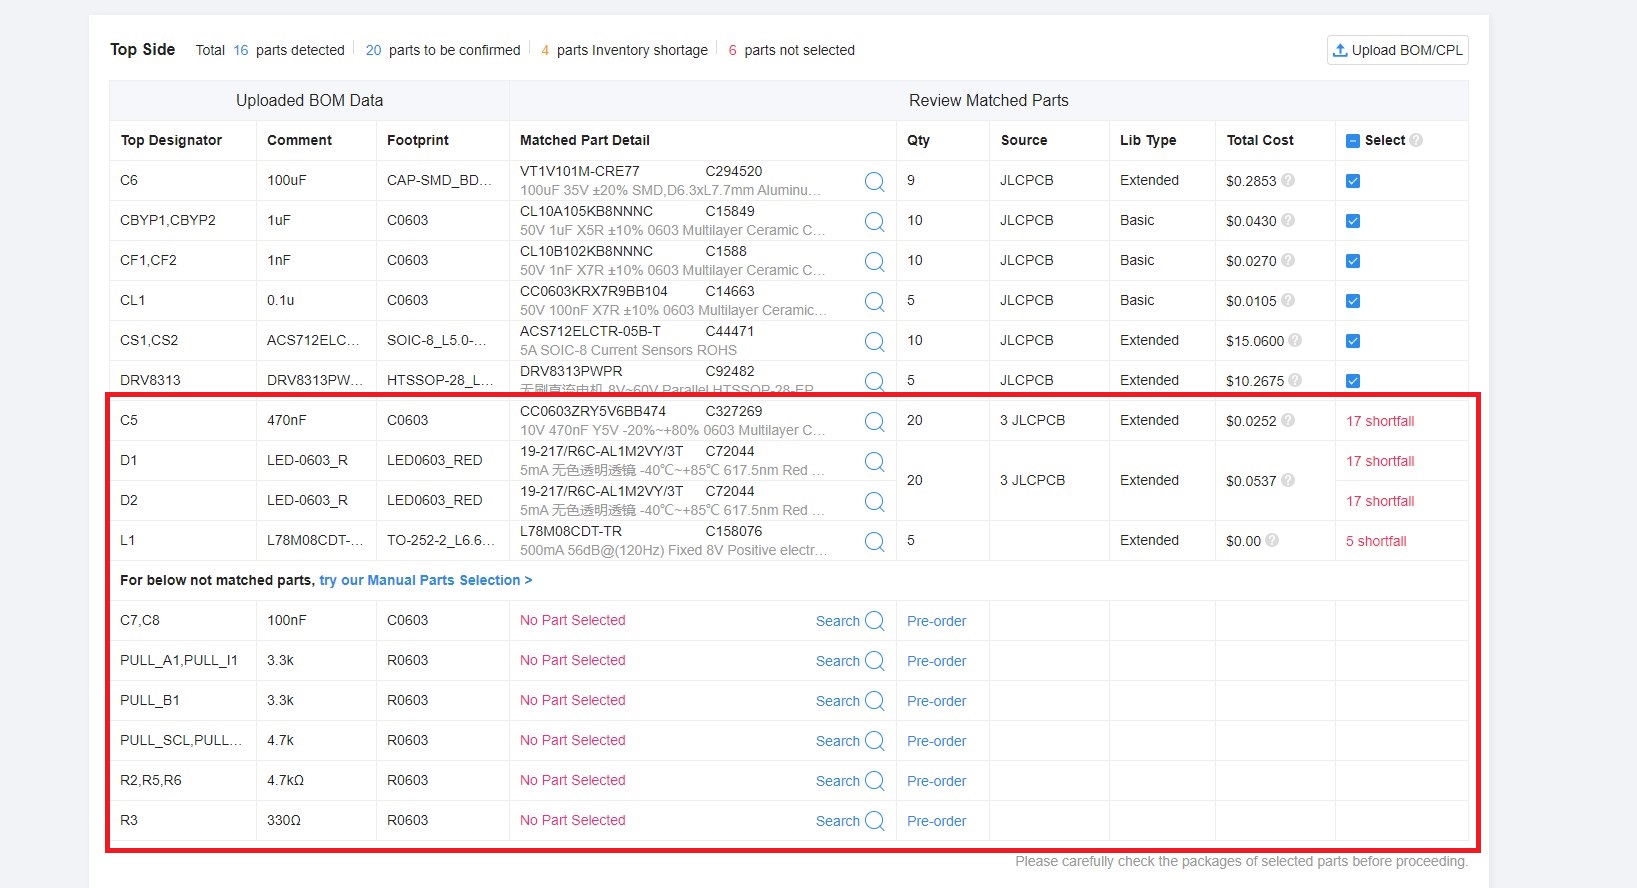 Top Side Total 16 parts detected 20 parts to be confirmed 4 parts Inventory shortage 6 parts not selected Upload BOM/CPL
Uploaded BOM Data Review Matched Parts
Top Designator Comment Footprint Matched Part Detail Qty Source Lib Type Total Cost Select ?
C6 100uF CAP-SMD_BD... VT1V101M-CRE77 C294520 9 JLCPCB Extended $0.2853 ?
100uF 35V ±20% SMD,D6.3xL7.7mm Aluminu...
CBYP1,CBYP2 1uF C0603 CL10A105KB8NNNC C15849 10 JLCPCB Basic $0.0430 ?
50V 1uF X5R ±10% 0603 Multilayer Ceramic C...
CF1,CF2 1nF C0603 CL10B102KB8NNNC C1588 10 JLCPCB Basic $0.0270 ?
50V 1nF X7R ±10% 0603 Multilayer Ceramic C...
CL1 0.1u C0603 CC0603KRX7R9BB104 C14663 5 JLCPCB Basic $0.0105 ?
50V 100nF X7R ±10% 0603 Multilayer Ceramic...
CS1,CS2 ACS712ELC... SOIC-8_L5.0-... ACS712ELCTR-05B-T C44471 10 JLCPCB Extended $15.0600 ?
5A SOIC-8 Current Sensors ROHS
DRV8313 DRV8313PW... HTSSOP-28_L... DRV8313PWPR C92482 5 JLCPCB Extended $10.2675 ?
无刷直流电机 8V~60V Parallel HTSSOP-28-EP
C5 470nF C0603 CC0603ZRY5V6BB474 C327269 20 3 JLCPCB Extended $0.0252 ? 17 shortfall
10V 470nF Y5V -20%~+80% 0603 Multilayer C...
D1 LED-0603_R LED0603_RED 19-217/R6C-AL1M2VY/3T C72044 17 shortfall
5mA 无色透明透镜 -40℃~+85℃ 617.5nm Red ...
20 3 JLCPCB Extended $0.0537 ?
D2 LED-0603_R LED0603_RED 19-217/R6C-AL1M2VY/3T C72044 17 shortfall
5mA 无色透明透镜 -40℃~+85℃ 617.5nm Red ...
L1 L78M08CDT-... TO-252-2_L6.6... L78M08CDT-TR C158076 5 Extended $0.00 ? 5 shortfall
500mA 56dB@(120Hz) Fixed 8V Positive electr...
For below not matched parts, try our Manual Parts Selection >
C7,C8 100nF C0603 No Part Selected Search Pre-order
PULL_A1,PULL_I1 3.3k R0603 No Part Selected Search Pre-order
PULL_B1 3.3k R0603 No Part Selected Search Pre-order
PULL_SCL,PULL... 4.7k R0603 No Part Selected Search Pre-order
R2,R5,R6 4.7kΩ R0603 No Part Selected Search Pre-order
R3 330Ω R0603 No Part Selected Search Pre-order
Please carefully check the packages of selected parts before proceeding.